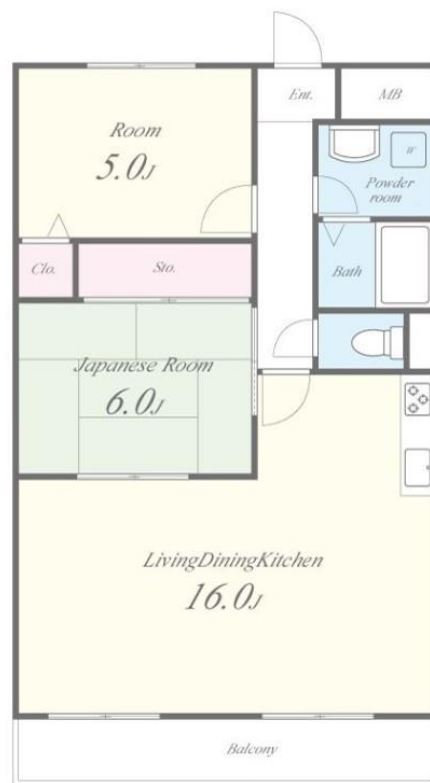 Ent.
MB
Room
5.0J
W
Powder
room
Clo.
Sto.
Bath
Japanese Room
6.0J
LivingDiningKitchen
16.0J
Balcony